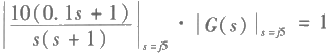 | 10(0.1s + 1) / s(s + 1) |_{s=j5} · | G(s) |_{s=j5} = 1